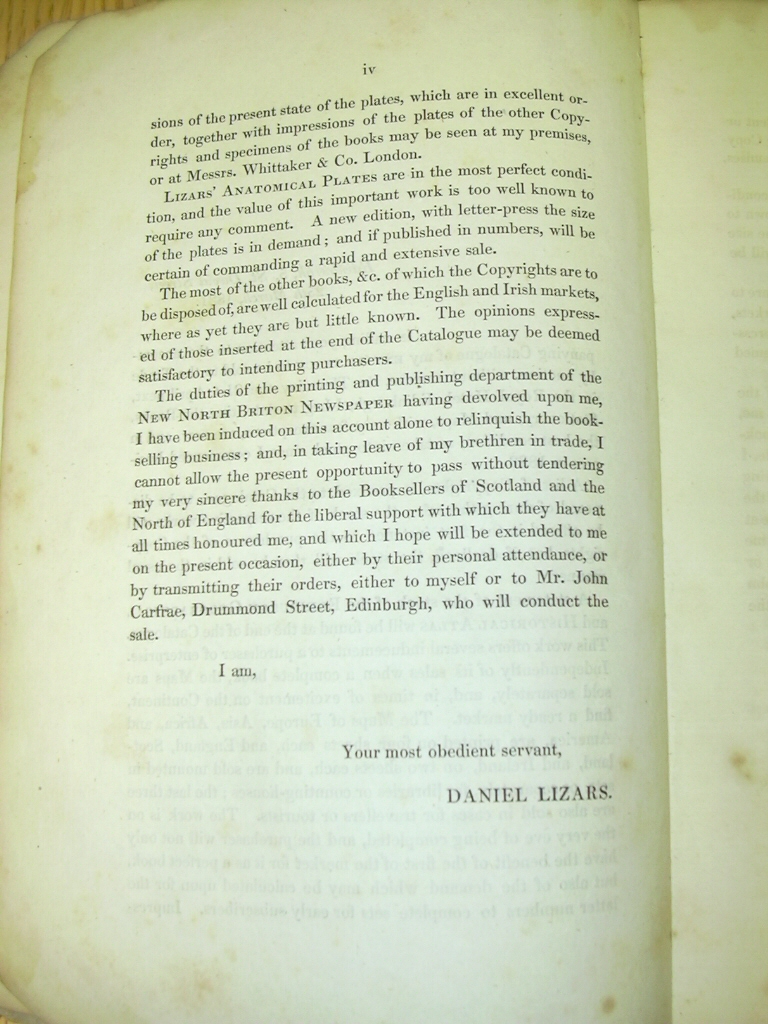 iv
sions of the present state of the plates, which are in excellent or-
der, together with impressions of the plates of the other Copy-
rights and specimens of the books may be seen at my premises,
or at Messrs. Whittaker & Co. London.
LIZARS' ANATOMICAL PLATES are in the most perfect condi-
tion, and the value of this important work is too well known to
require any comment. A new edition, with letter-press the size
of the plates is in demand; and if published in numbers, will be
certain of commanding a rapid and extensive sale.
The most of the other books, &c. of which the Copyrights are to
be disposed of, are well calculated for the English and Irish markets,
where as yet they are but little known. The opinions express-
ed of those inserted at the end of the Catalogue may be deemed
satisfactory to intending purchasers.
The duties of the printing and publishing department of the
NEW NORTH BRITON NEWSPAPER having devolved upon me,
I have been induced on this account alone to relinquish the book-
selling business; and, in taking leave of my brethren in trade, I
cannot allow the present opportunity to pass without tendering
my very sincere thanks to the Booksellers of Scotland and the
North of England for the liberal support with which they have at
all times honoured me, and which I hope will be extended to me
on the present occasion, either by their personal attendance, or
by transmitting their orders, either to myself or to Mr. John
Carfrae, Drummond Street, Edinburgh, who will conduct the
sale.
I am,
Your most obedient servant,
DANIEL LIZARS.